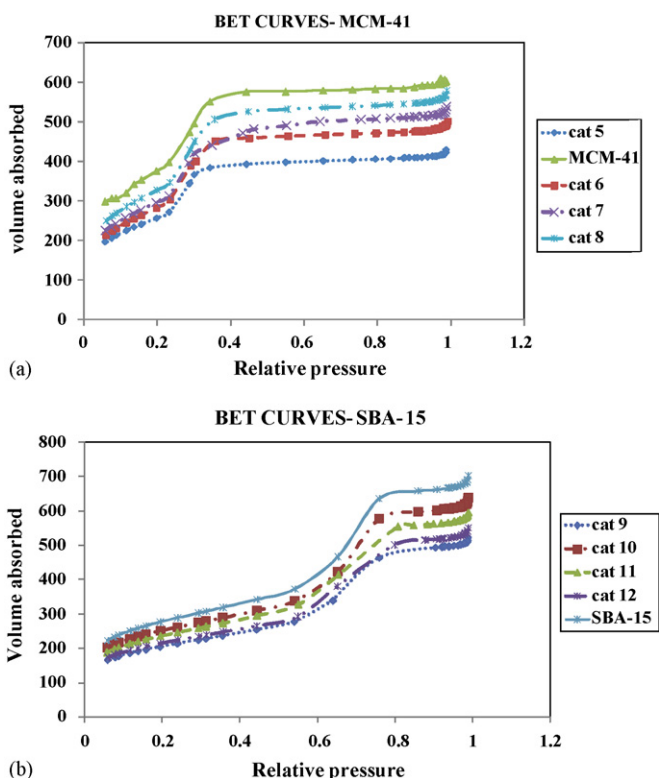 BET CURVES- MCM-41
volume absorbed
700
600
500
400
300
200
100
0
0 0.2 0.4 0.6 0.8 1 1.2
Relative pressure
cat 5
MCM-41
cat 6
cat 7
cat 8
(a)
BET CURVES- SBA-15
Volume absorbed
800
700
600
500
400
300
200
100
0
0 0.2 0.4 0.6 0.8 1 1.2
Relative pressure
cat 9
cat 10
cat 11
cat 12
SBA-15
(b)